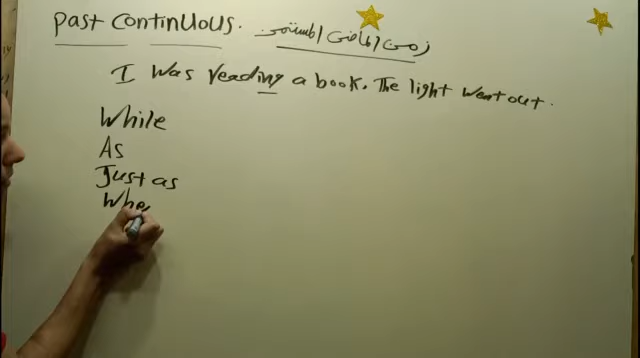 past continuous. زمن الماضي المستمر
I was reading a book. The light went out.
While
As
Just as
Whe